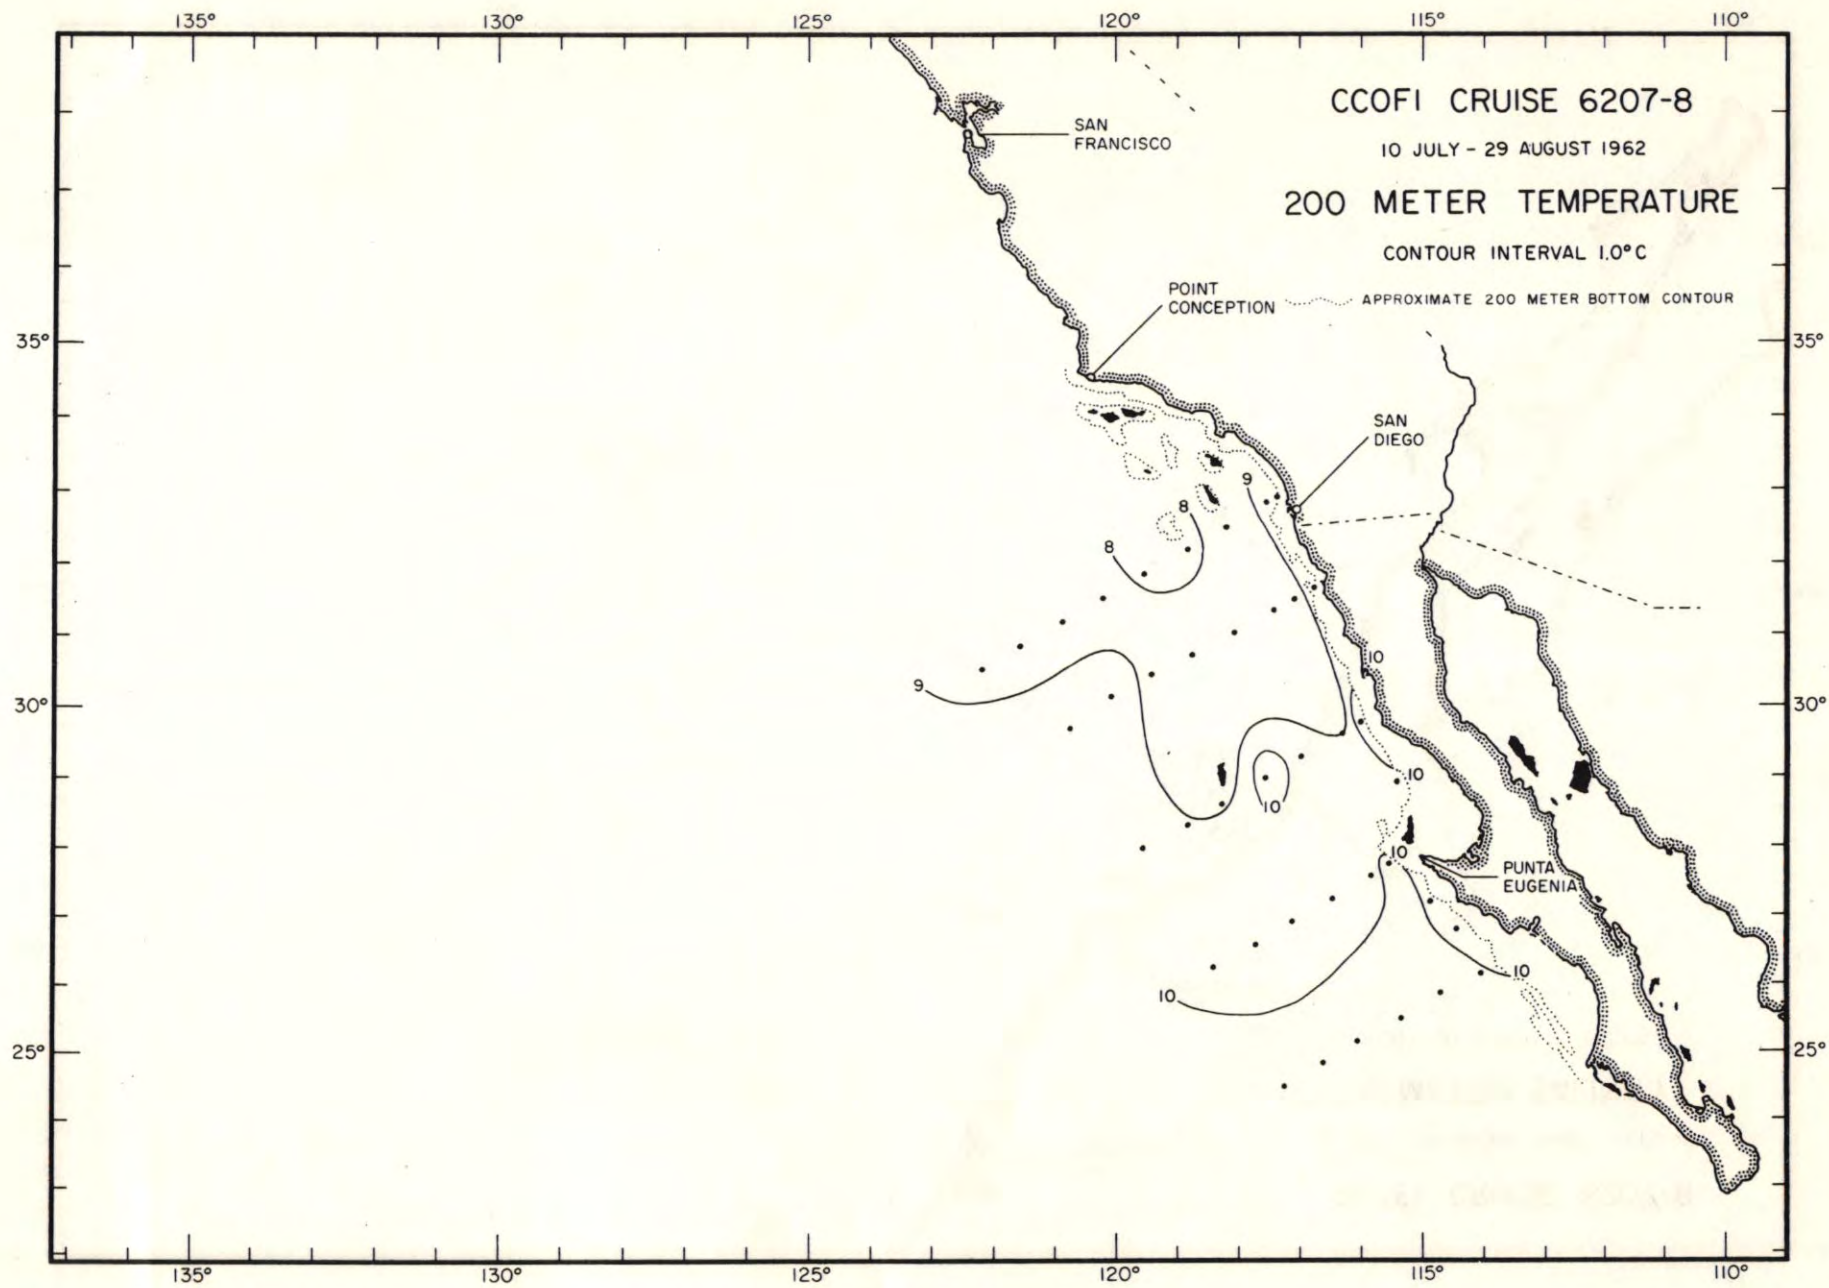 135° 130° 125° 120° 115° 110°
CCOFI CRUISE 6207-8
10 JULY - 29 AUGUST 1962
200 METER TEMPERATURE
CONTOUR INTERVAL 1.0°C
APPROXIMATE 200 METER BOTTOM CONTOUR
SAN
FRANCISCO
POINT
CONCEPTION
35° 35°
SAN
DIEGO
9
8
8
10
9
30° 30°
10
10
10
PUNTA
EUGENIA
10
10
25° 25°
135° 130° 125° 120° 115° 110°